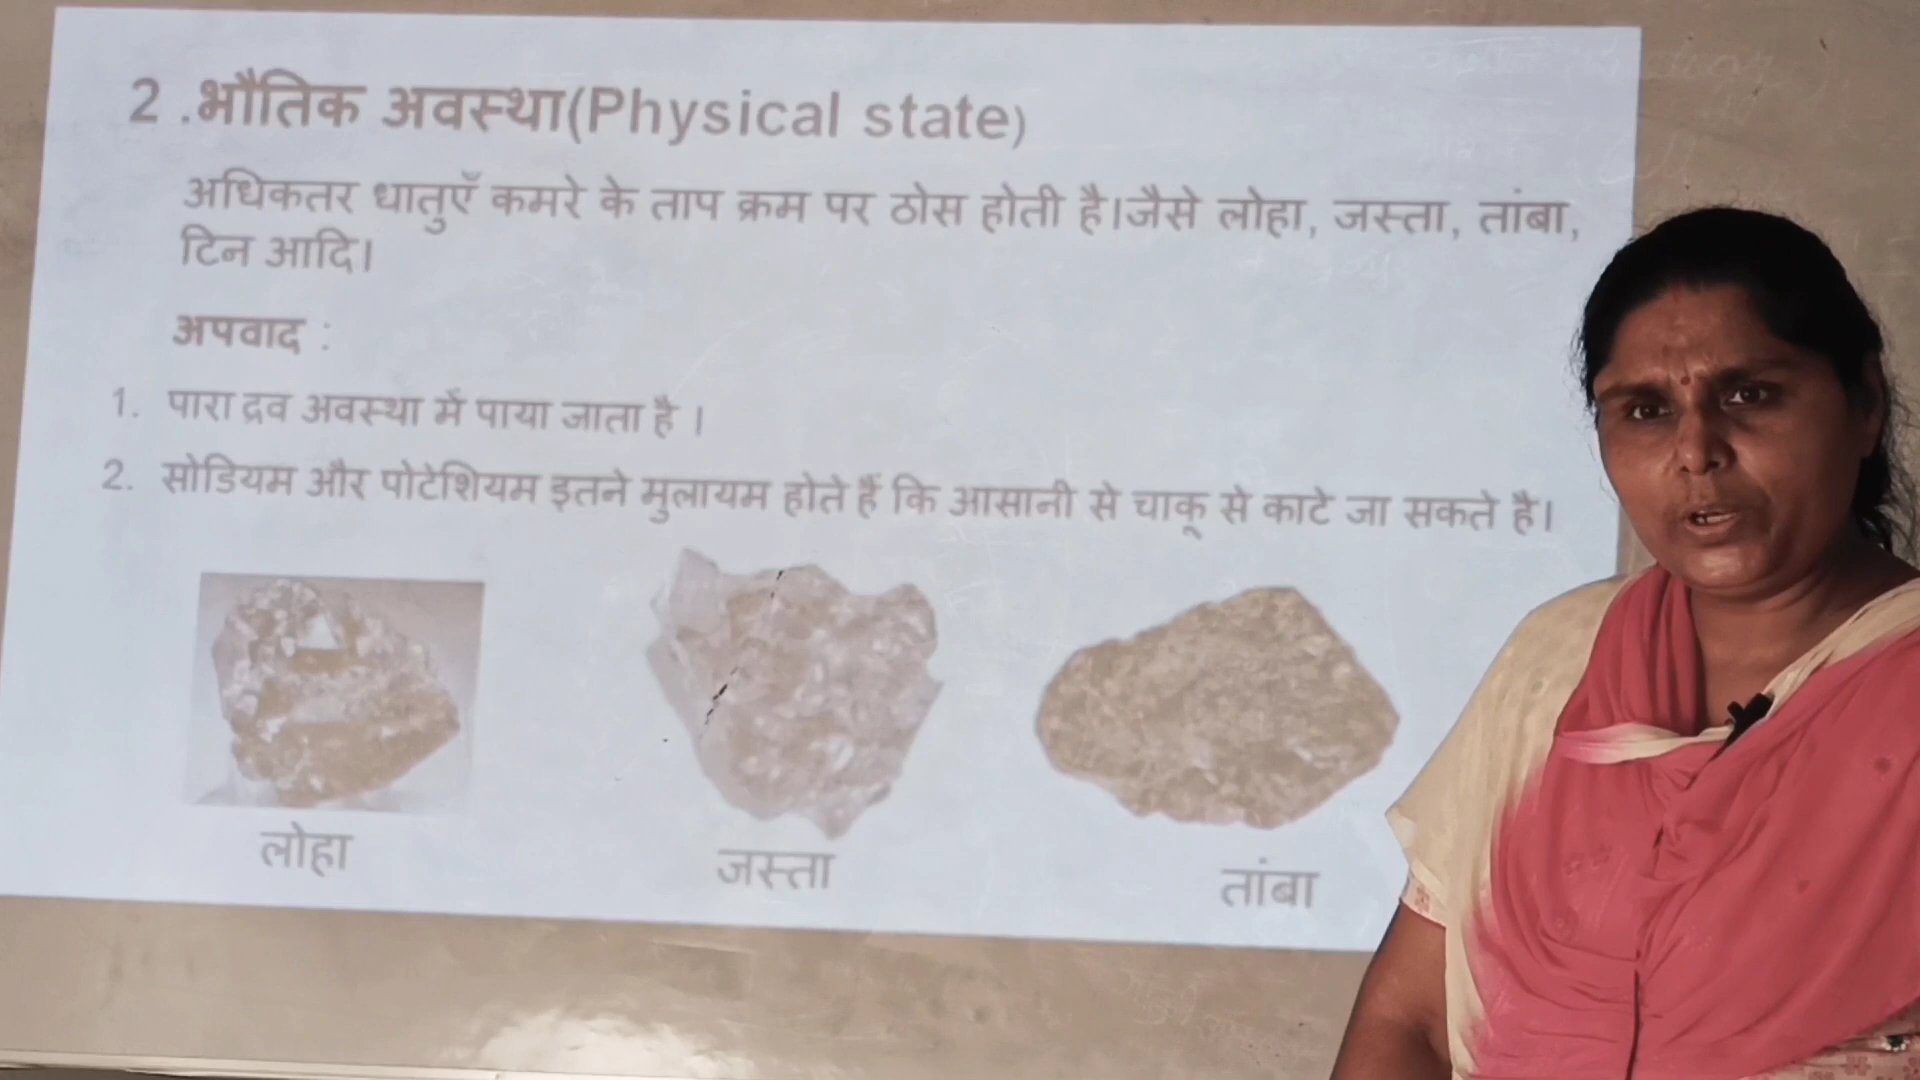 2 .भौतिक अवस्था(Physical state)
अधिकतर धातुएँ कमरे के ताप क्रम पर ठोस होती है।जैसे लोहा, जस्ता, तांबा,
टिन आदि।
अपवाद :
1. पारा द्रव अवस्था में पाया जाता है ।
2. सोडियम और पोटेशियम इतने मुलायम होते हैं कि आसानी से चाकू से काटे जा सकते है।
लोहा
जस्ता
तांबा